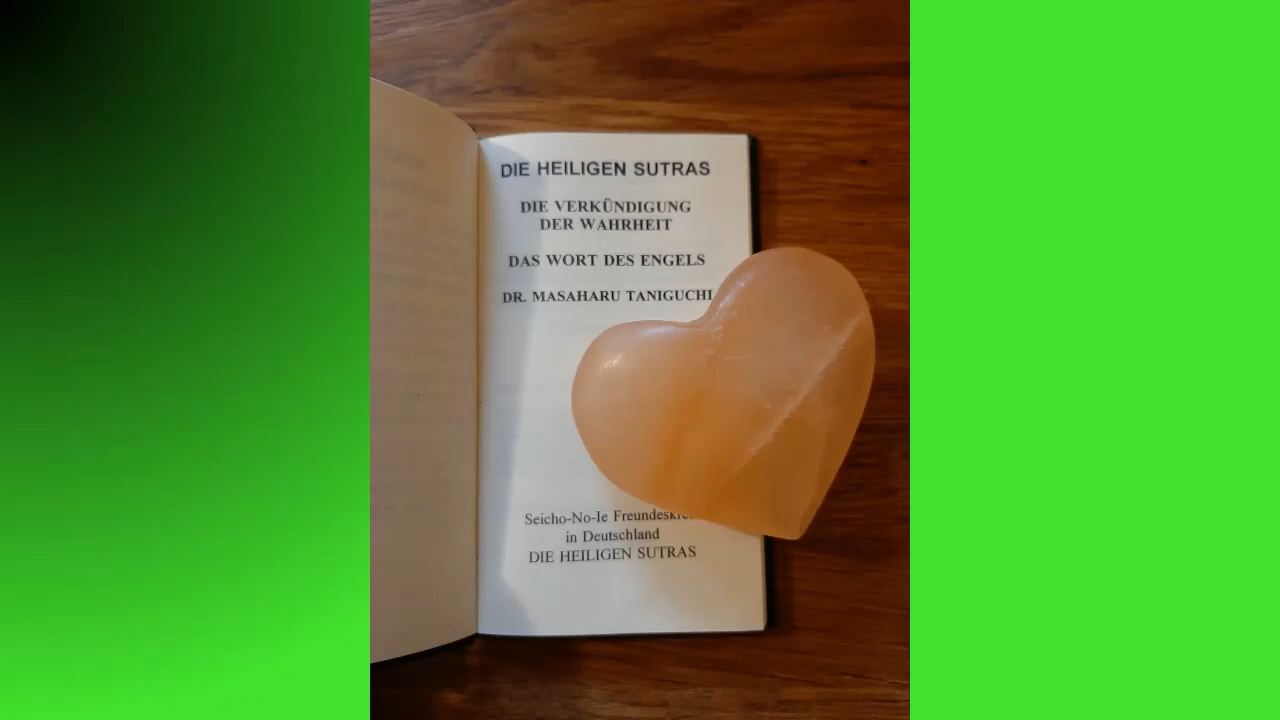 DIE HEILIGEN SUTRAS
DIE VERKÜNDIGUNG
DER WAHRHEIT
DAS WORT DES ENGELS
DR. MASAHARU TANIGUCHI
Seicho-No-Ie
in Deutschland
DIE HEILIGEN SUTRAS